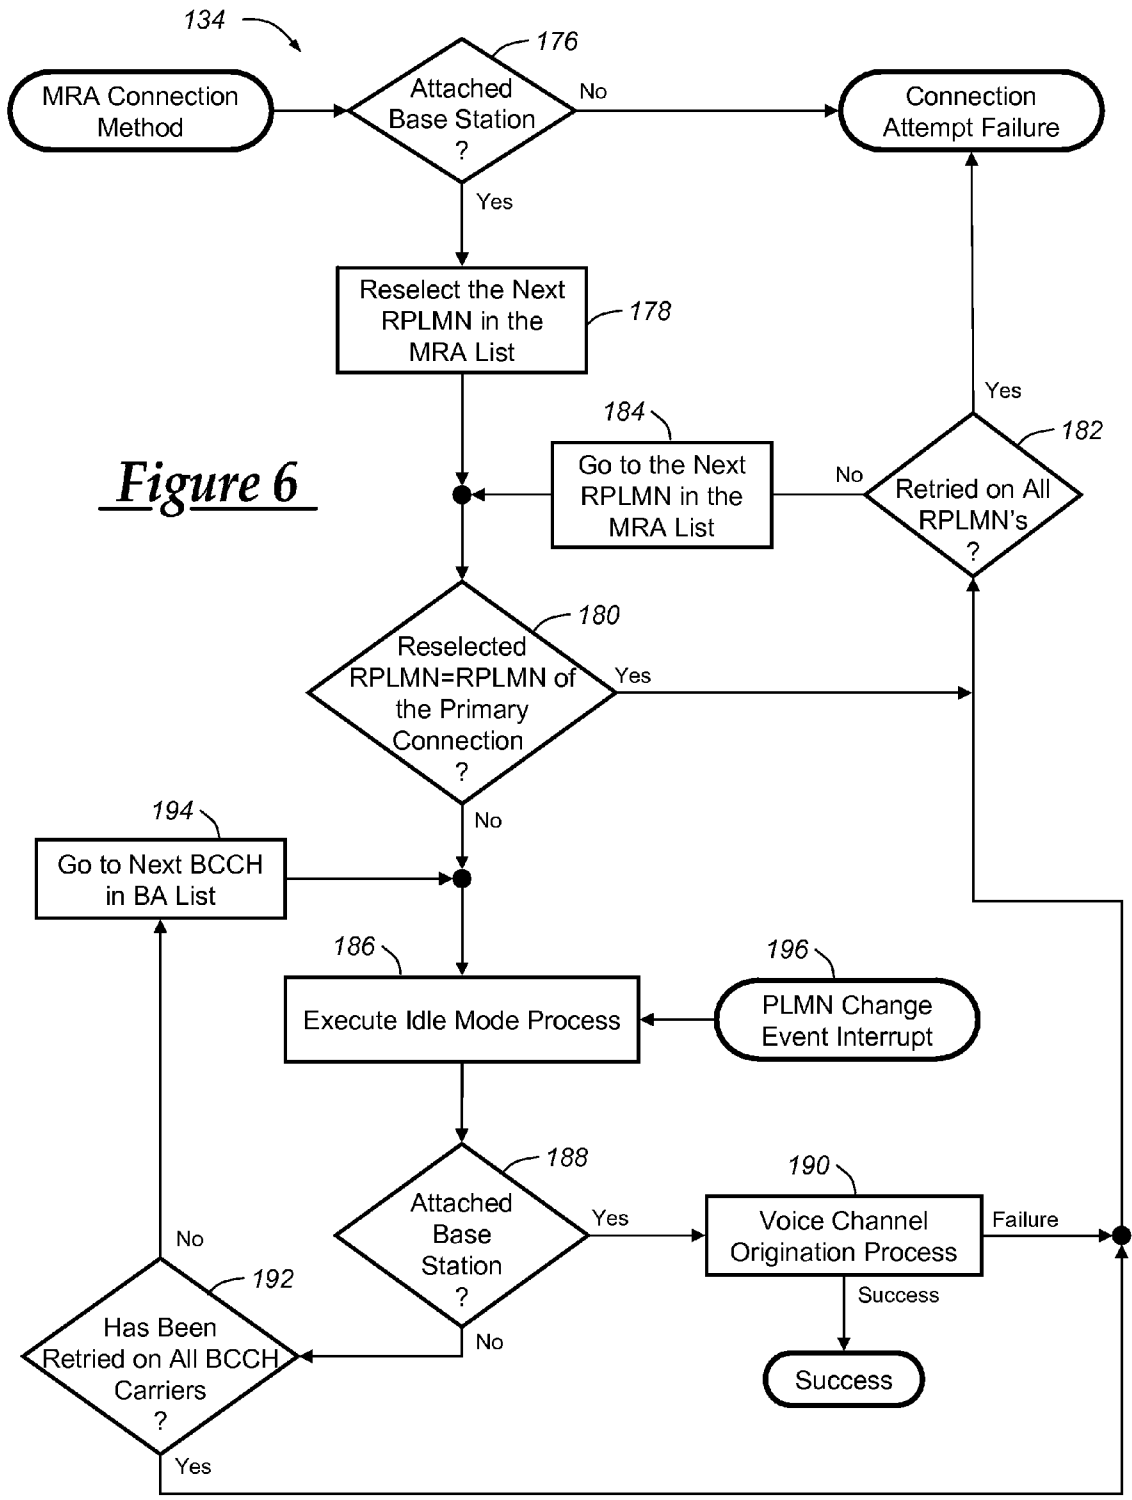 134
176
MRA Connection
Method
Attached
Base Station
?
No
Connection
Attempt Failure
Yes
Reselect the Next
RPLMN in the
MRA List
178
Yes
184
182
Figure 6
Go to the Next
RPLMN in the
MRA List
No
Retried on All
RPLMN's
?
180
Reselected
RPLMN=RPLMN of
the Primary
Connection
?
Yes
194
No
Go to Next BCCH
in BA List
186
196
Execute Idle Mode Process
PLMN Change
Event Interrupt
188
190
Attached
Base
Station
?
Yes
Voice Channel
Origination Process
Failure
No
192
Success
Has Been
Retried on All BCCH
Carriers
?
No
Success
Yes